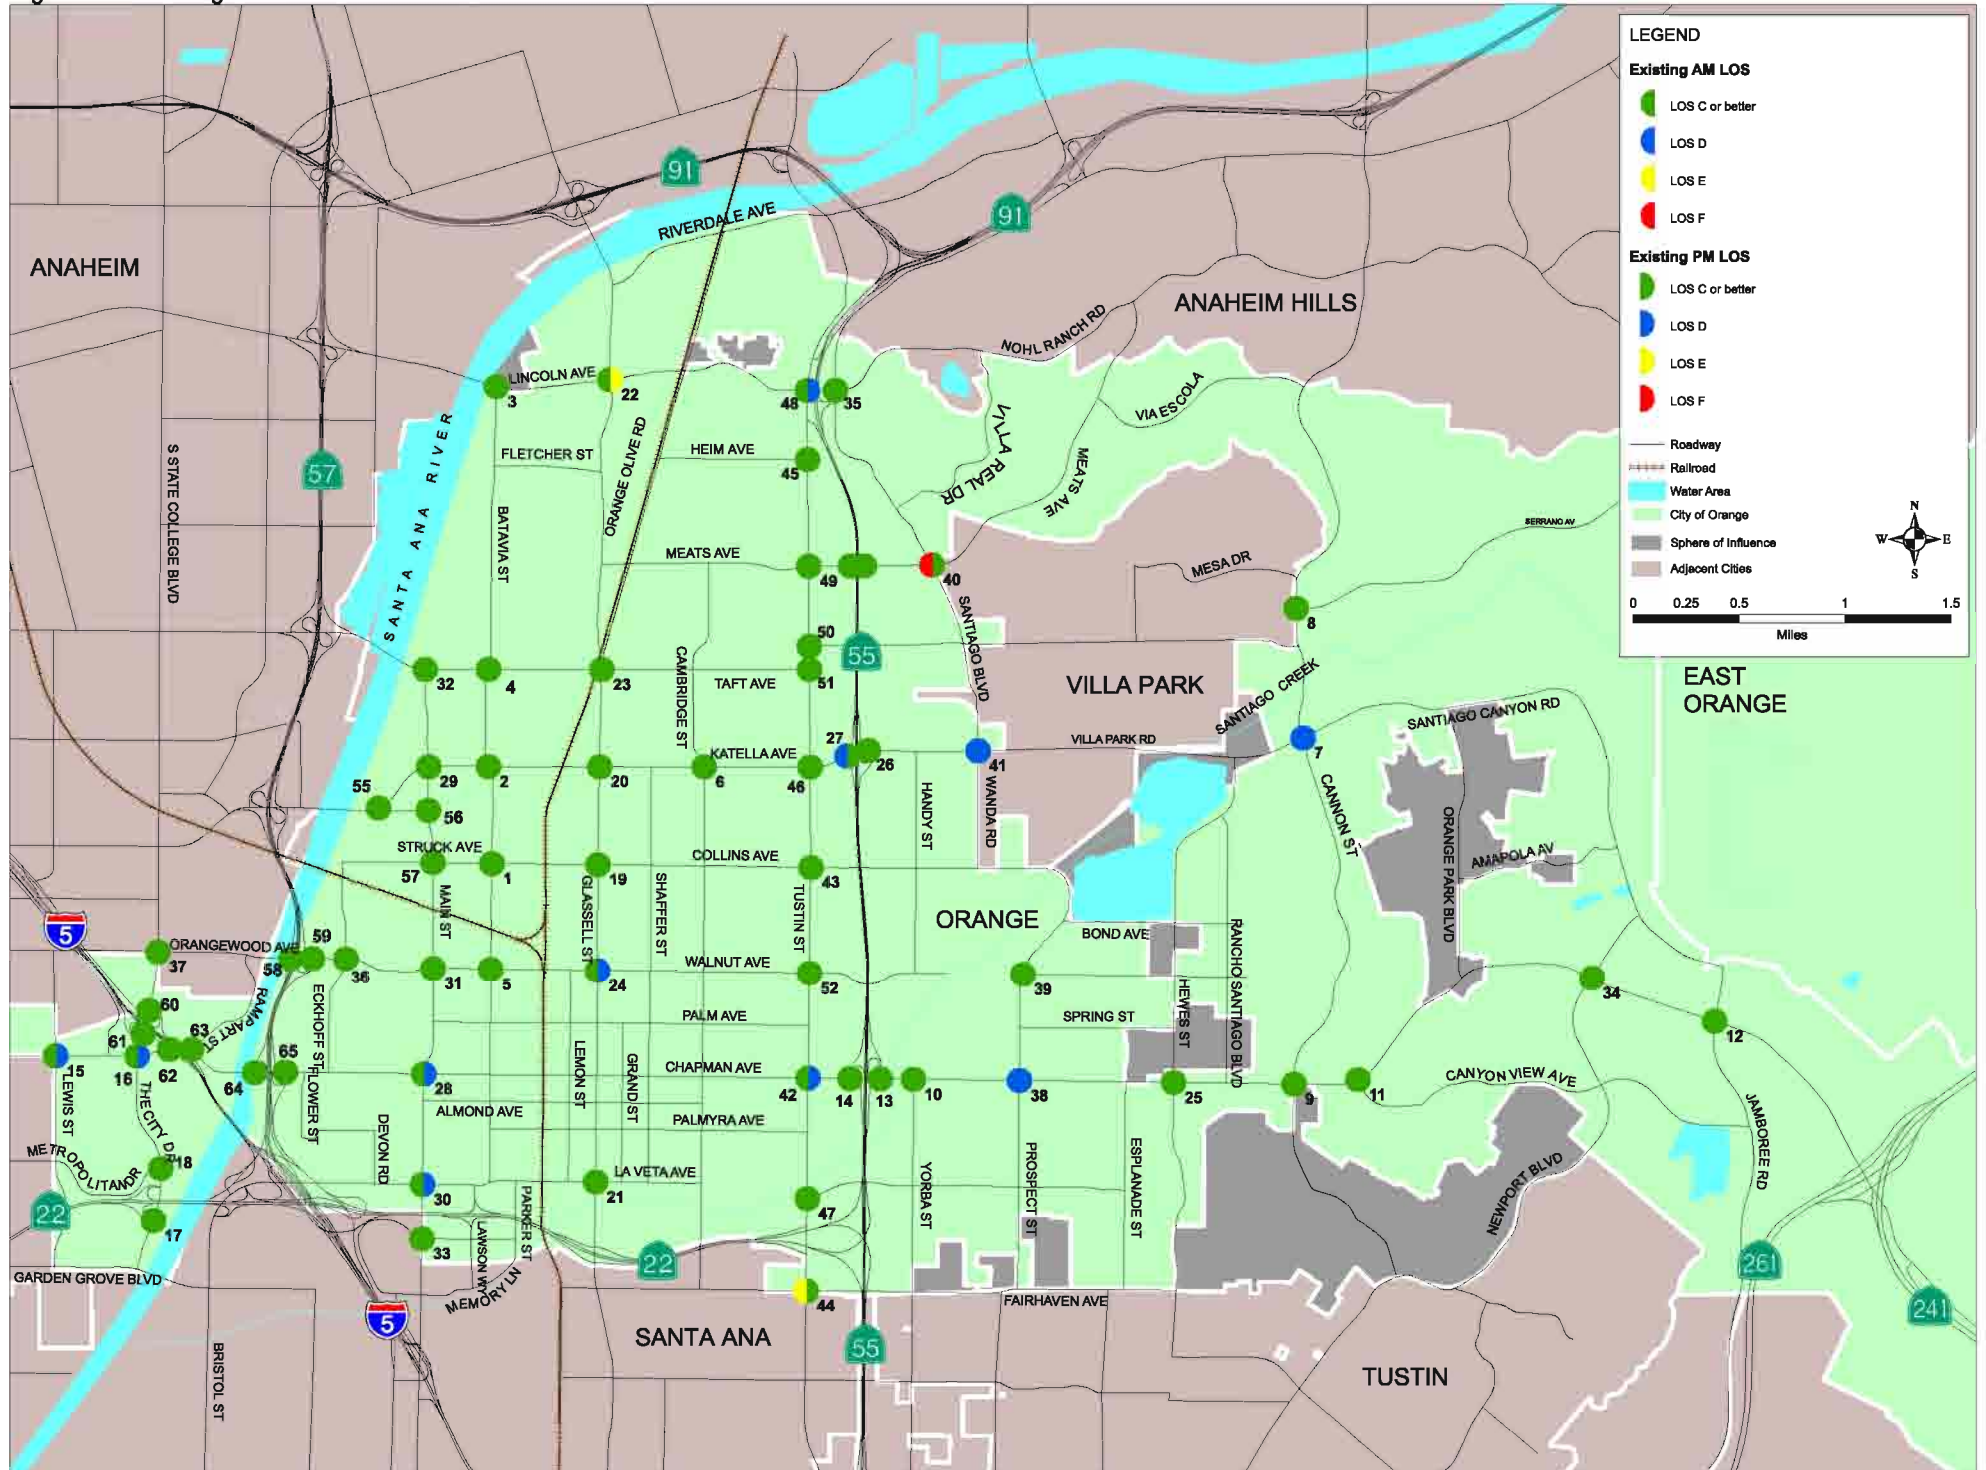 LEGEND
Existing AM LOS
LOS C or better
LOS D
LOS E
LOS F
Existing PM LOS
LOS C or better
LOS D
LOS E
LOS F
Roadway
Railroad
Water Area
City of Orange
Sphere of Influence
Adjacent Cities
N
W E
S
0 0.25 0.5 1 1.5
Miles
91
91
RIVERDALE AVE
ANAHEIM
ANAHEIM HILLS
NOHL RANCH RD
LINCOLN AVE
3
22
48
35
VIA ESCOLA
VILLA REAL DR
MEATS AVE
S STATE COLLEGE BLVD
57
SANTA ANA RIVER
FLETCHER ST
ORANGE OLIVE RD
HEIM AVE
45
BATAVIA ST
SERRANO AV
MEATS AVE
49
40
MESA DR
SANTIAGO BLVD
8
50
55
32
4
23
CAMBRIDGE ST
TAFT AVE
51
VILLA PARK
SANTIAGO CREEK
EAST
ORANGE
SANTIAGO CANYON RD
27
KATELLA AVE
26
41
VILLA PARK RD
7
29
2
20
6
46
55
56
HANDY ST
WANDA RD
CANNON ST
ORANGE PARK BLVD
AMAPOLA AV
STRUCK AVE
57
1
19
COLLINS AVE
43
MAIN ST
GLASSELL ST
SHAFFER ST
TUSTIN ST
ORANGE
5
ORANGEWOOD AVE
37
59
58
36
31
5
24
WALNUT AVE
52
39
BOND AVE
RANCHO SANTIAGO BLVD
34
60
RAMPART ST
ECKHOFF ST
PALM AVE
SPRING ST
HEWES ST
12
61
63
15
16
62
65
64
28
LEMON ST
GRAND ST
CHAPMAN AVE
42
14
13
10
38
25
9
11
CANYON VIEW AVE
LEWIS ST
THE CITY DR
FLOWER ST
DEVON RD
ALMOND AVE
PALMYRA AVE
JAMBOREE RD
METROPOLITAN DR
18
LA VETA AVE
21
30
YORBA ST
PROSPECT ST
ESPLANADE ST
NEWPORT BLVD
22
17
33
LAWSON WY
PARKER ST
47
22
261
GARDEN GROVE BLVD
MEMORY LN
44
FAIRHAVEN AVE
241
5
SANTA ANA
55
BRISTOL ST
TUSTIN